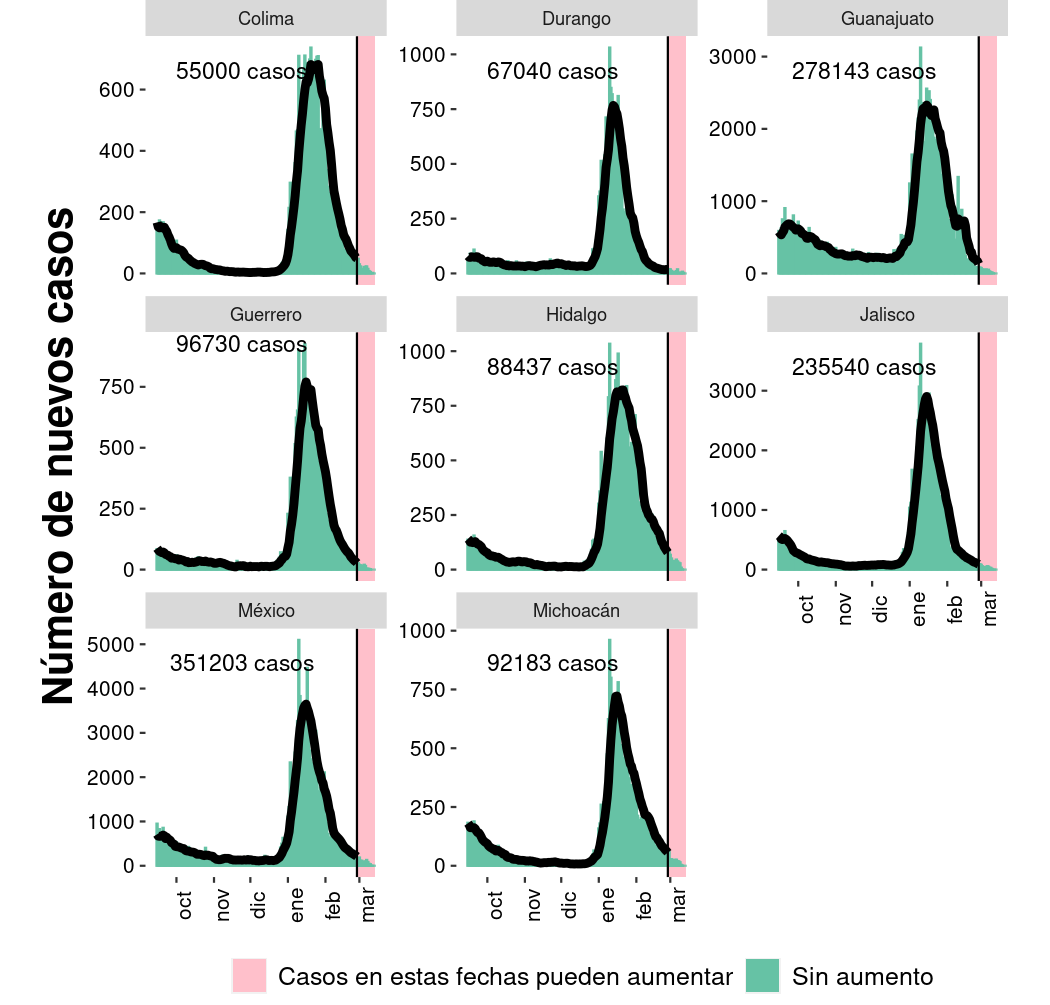 Número de nuevos casos
Colima
Durango
Guanajuato
55000 casos
67040 casos
278143 casos
600
400
200
0
1000
750
500
250
0
3000
2000
1000
0
Guerrero
Hidalgo
Jalisco
96730 casos
88437 casos
235540 casos
750
500
250
0
1000
750
500
250
0
3000
2000
1000
0
oct
nov
dic
ene
feb
mar
México
Michoacán
351203 casos
92183 casos
5000
4000
3000
2000
1000
0
1000
750
500
250
0
oct
nov
dic
ene
feb
mar
oct
nov
dic
ene
feb
mar
Casos en estas fechas pueden aumentar
Sin aumento